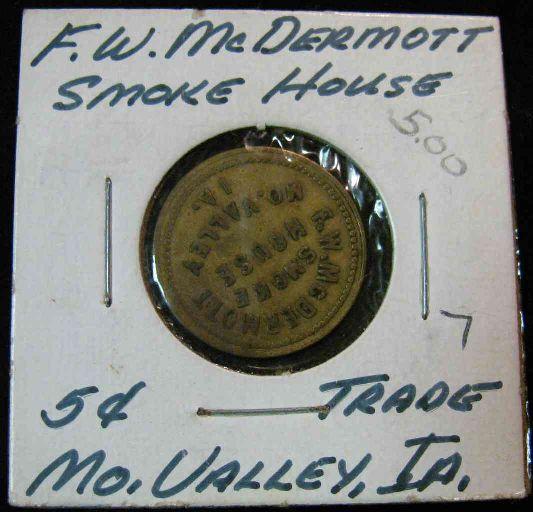 F.W. McDERMOTT
SMOKE HOUSE
5.00
F.W. McDERMOTT
SMOKE
HOUSE
MO. VALLEY
IA.
7
5¢ TRADE
MO. VALLEY, IA.